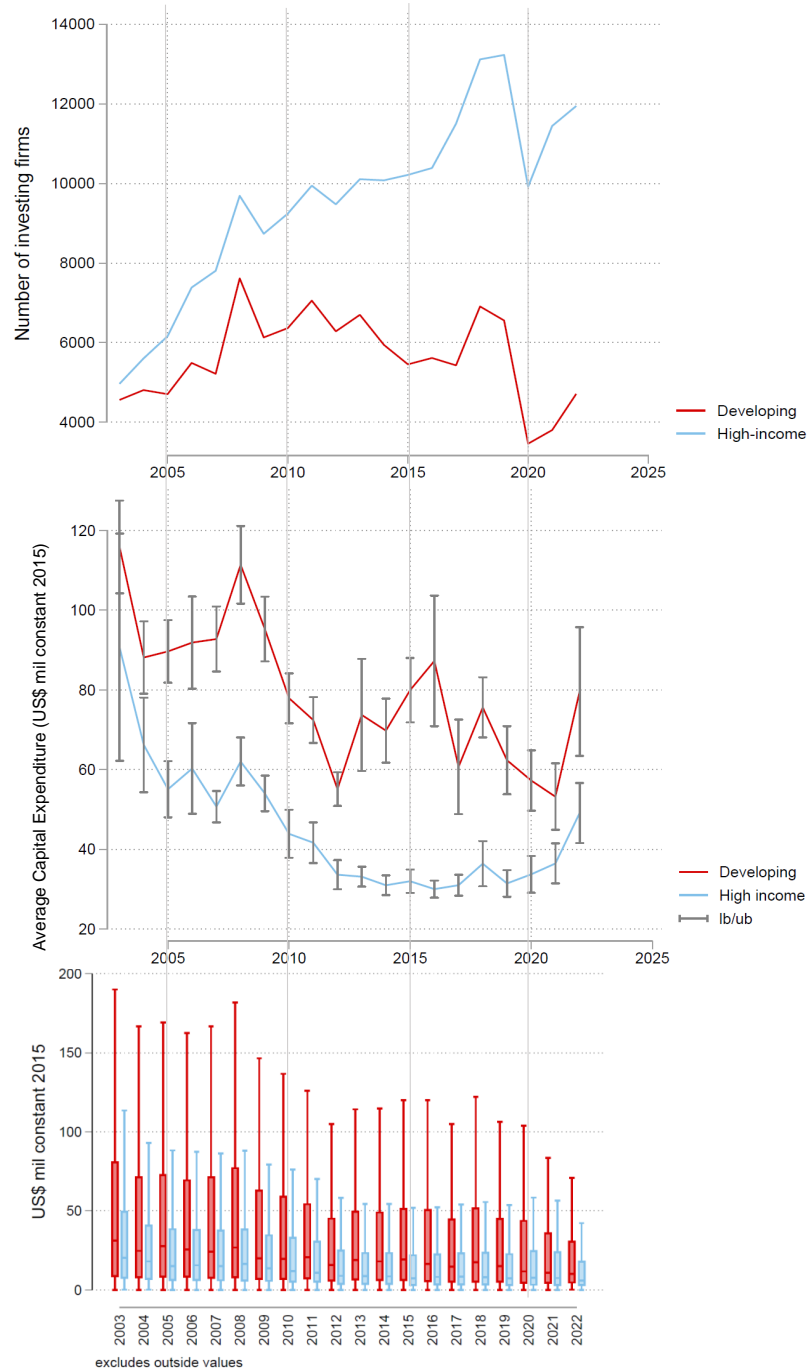 Number of investing firms
14000
12000
10000
8000
6000
4000
2005 2010 2015 2020 2025
Developing
High-income
Average Capital Expenditure (US$ mil constant 2015)
120
100
80
60
40
20
2005 2010 2015 2020 2025
Developing
High income
lb/ub
US$ mil constant 2015
200
150
100
50
0
2003 2004 2005 2006 2007 2008 2009 2010 2011 2012 2013 2014 2015 2016 2017 2018 2019 2020 2021 2022
excludes outside values